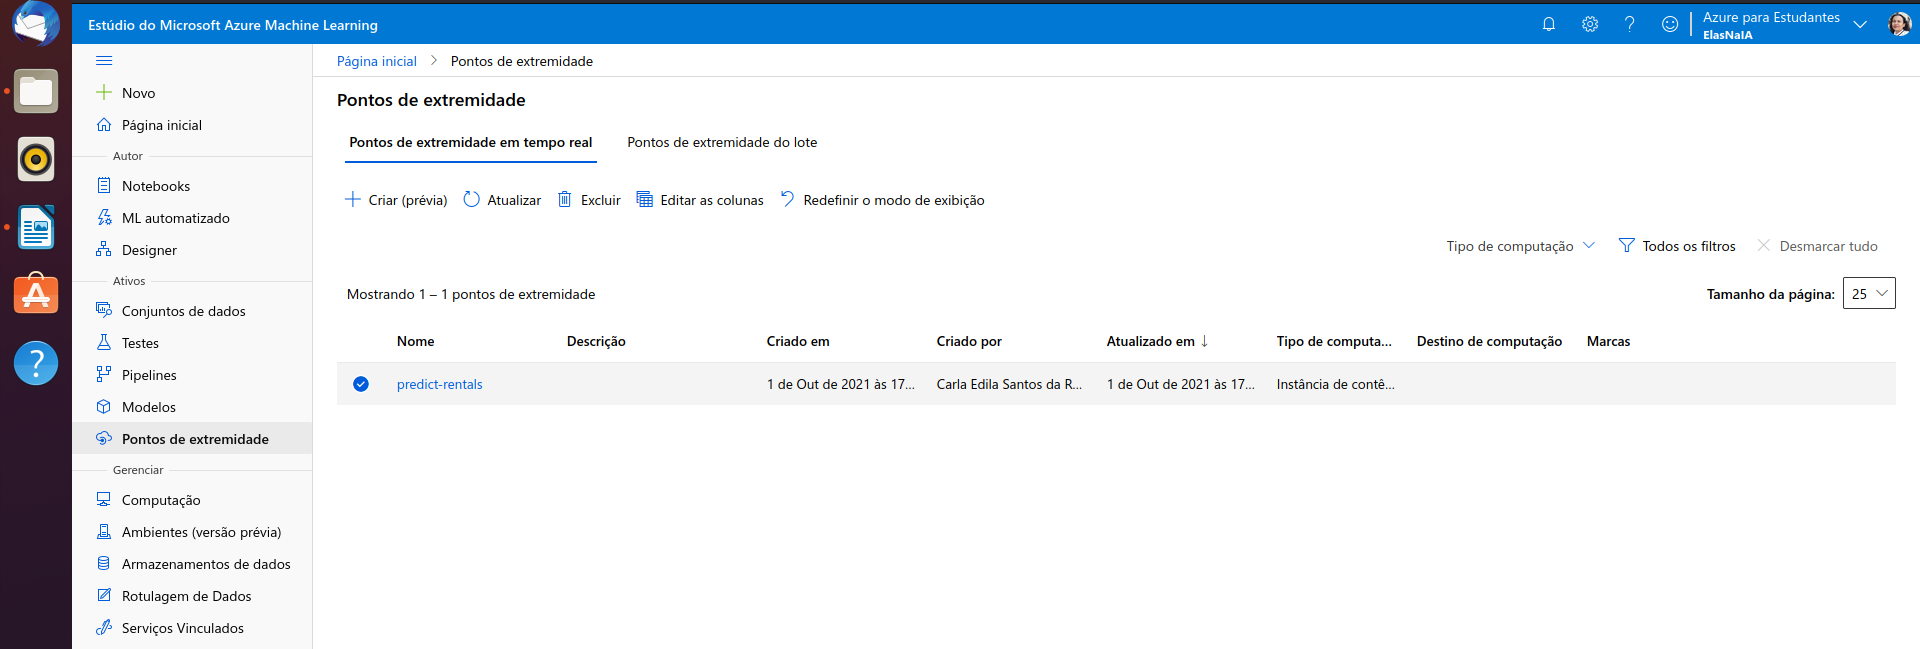 Estúdio do Microsoft Azure Machine Learning
Azure para Estudantes
ElasNaIA
Novo
Página inicial
Autor
Notebooks
ML automatizado
Designer
Ativos
Conjuntos de dados
Testes
Pipelines
Modelos
Pontos de extremidade
Gerenciar
Computação
Ambientes (versão prévia)
Armazenamentos de dados
Rotulagem de Dados
Serviços Vinculados
Página inicial > Pontos de extremidade
Pontos de extremidade
Pontos de extremidade em tempo real Pontos de extremidade do lote
Criar (prévia) Atualizar Excluir Editar as colunas Redefinir o modo de exibição
Tipo de computação Todos os filtros Desmarcar tudo
Mostrando 1 – 1 pontos de extremidade Tamanho da página: 25
Nome Descrição Criado em Criado por Atualizado em ↓ Tipo de computa... Destino de computação Marcas
predict-rentals 1 de Out de 2021 às 17... Carla Edila Santos da R... 1 de Out de 2021 às 17... Instância de contê...